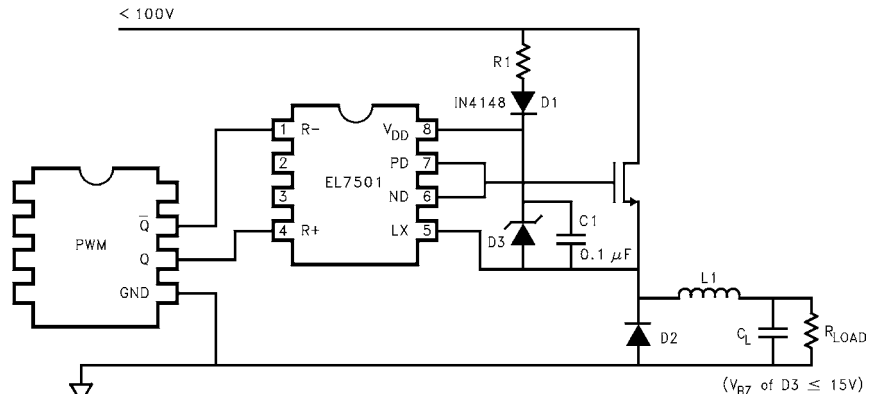 < 100V
R1
IN4148 D1
1 R- V_DD 8
2 PD 7
3 EL7501 ND 6
4 R+ LX 5
Q̅
PWM
Q
GND
D3
C1
0.1 µF
L1
D2
C_L
R_LOAD
(V_BZ of D3 ≤ 15V)